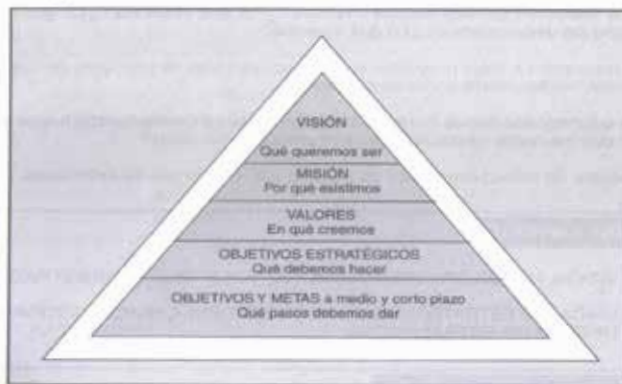 VISIÓN
Qué queremos ser
MISIÓN
Por qué existimos
VALORES
En qué creemos
OBJETIVOS ESTRATÉGICOS
Qué debemos hacer
OBJETIVOS Y METAS a medio y corto plazo
Qué pasos debemos dar